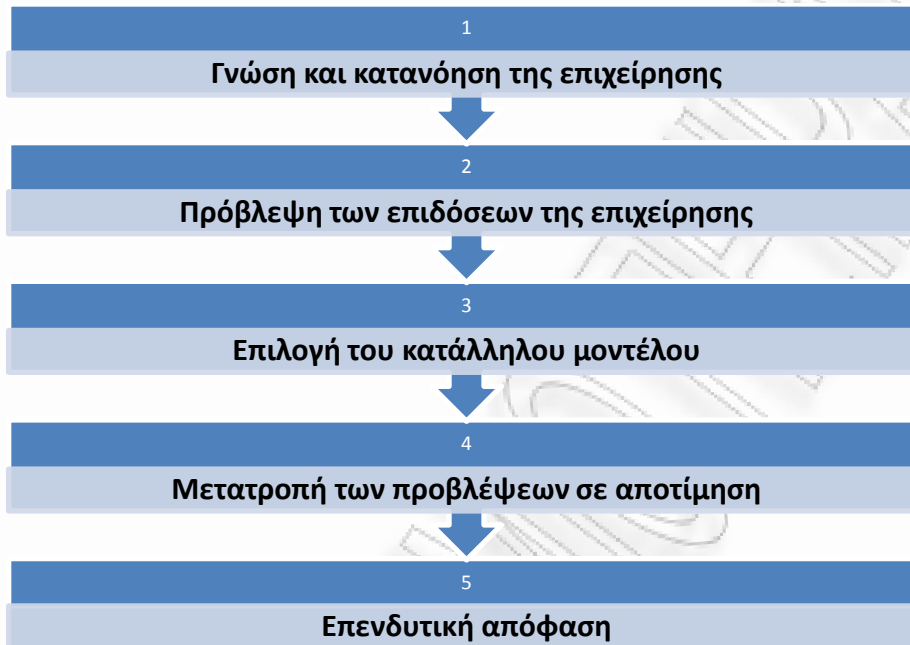 1
Γνώση και κατανόηση της επιχείρησης
2
Πρόβλεψη των επιδόσεων της επιχείρησης
3
Επιλογή του κατάλληλου μοντέλου
4
Μετατροπή των προβλέψεων σε αποτίμηση
5
Επενδυτική απόφαση